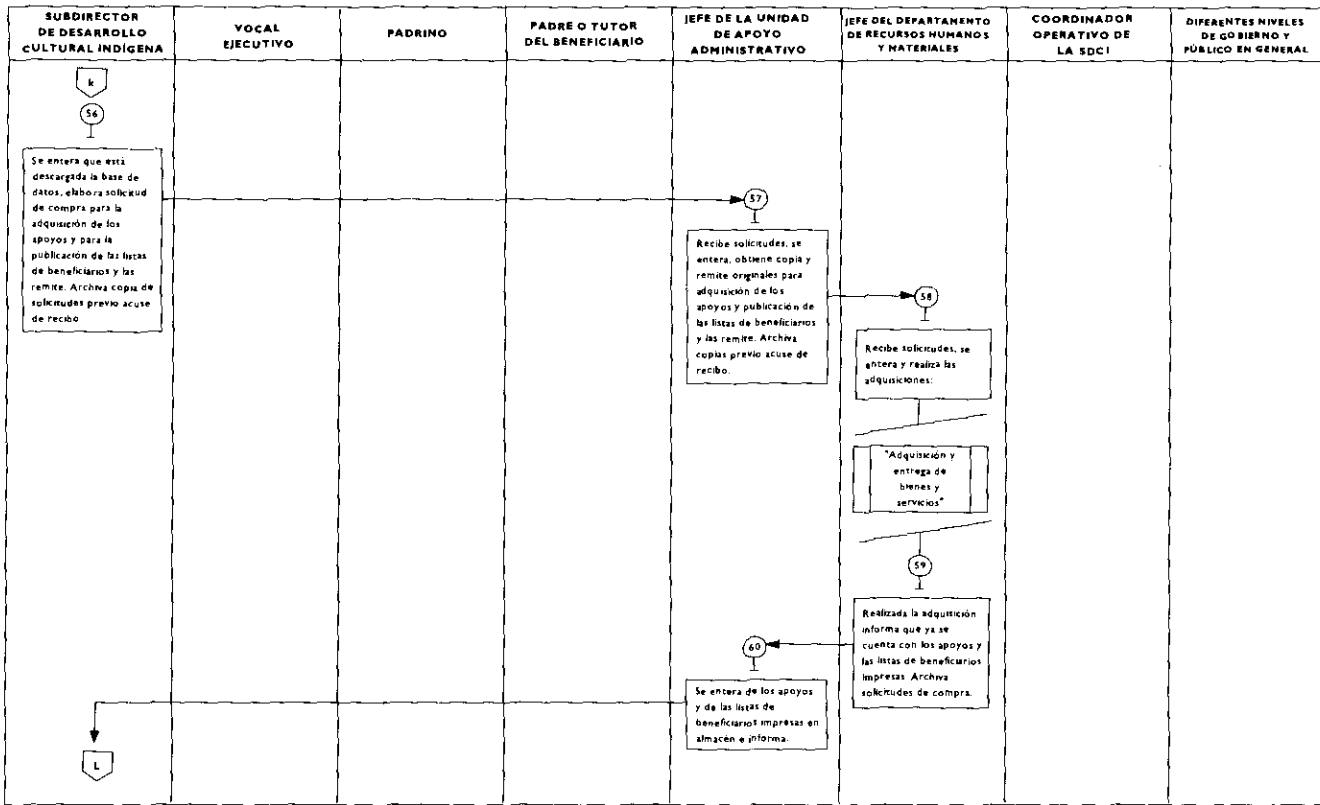 SUBDIRECTOR
DE DESARROLLO
CULTURAL INDÍGENA
VOCAL
EJECUTIVO
PADRINO
PADRE O TUTOR
DEL BENEFICIARIO
JEFE DE LA UNIDAD
DE APOYO
ADMINISTRATIVO
JEFE DEL DEPARTAMENTO
DE RECURSOS HUMANOS
Y MATERIALES
COORDINADOR
OPERATIVO DE
LA SDCI
DIFERENTES NIVELES
DE GOBIERNO Y
PÚBLICO EN GENERAL
k
56
Se entera que está
descargada la base de
datos, elabora solicitud
de compra para la
adquisición de los
apoyos y para la
publicación de las listas
de beneficiarios y las
remite. Archiva copia de
solicitudes previo acuse
de recibo
57
Recibe solicitudes, se
entera, obtiene copia y
remite originales para
adquisición de los
apoyos y publicación de
las listas de beneficiarios
y las remite. Archiva
copias previo acuse de
recibo.
58
Recibe solicitudes, se
entera y realiza las
adquisiciones:
"Adquisición y
entrega de
bienes y
servicios"
59
Realizada la adquisición
informa que ya se
cuenta con los apoyos y
las listas de beneficiarios
impresas. Archiva
solicitudes de compra.
60
Se entera de los apoyos
y de las listas de
beneficiarios impresas en
almacén e informa.
L